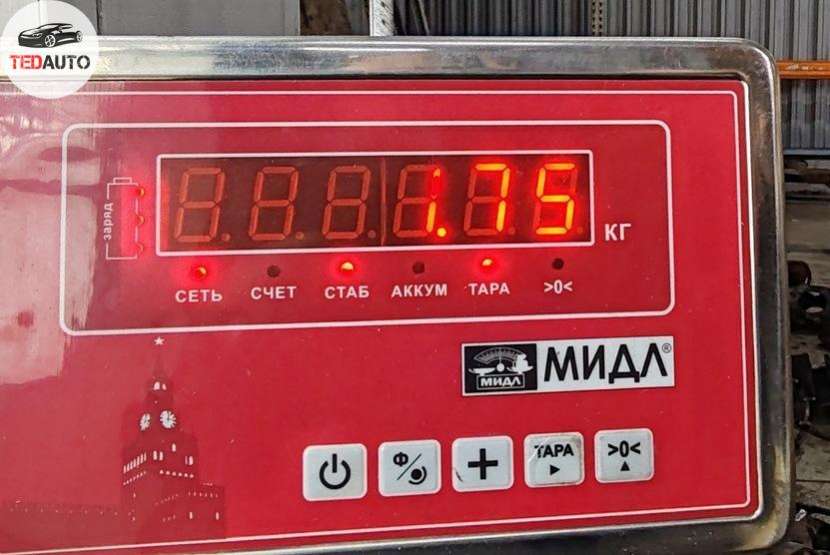 TEDAUTO
заряд
1.75
КГ
СЕТЬ СЧЕТ СТАБ АККУМ ТАРА >0<
МИДЛ МИДЛ®
Ф ТАРА >0<